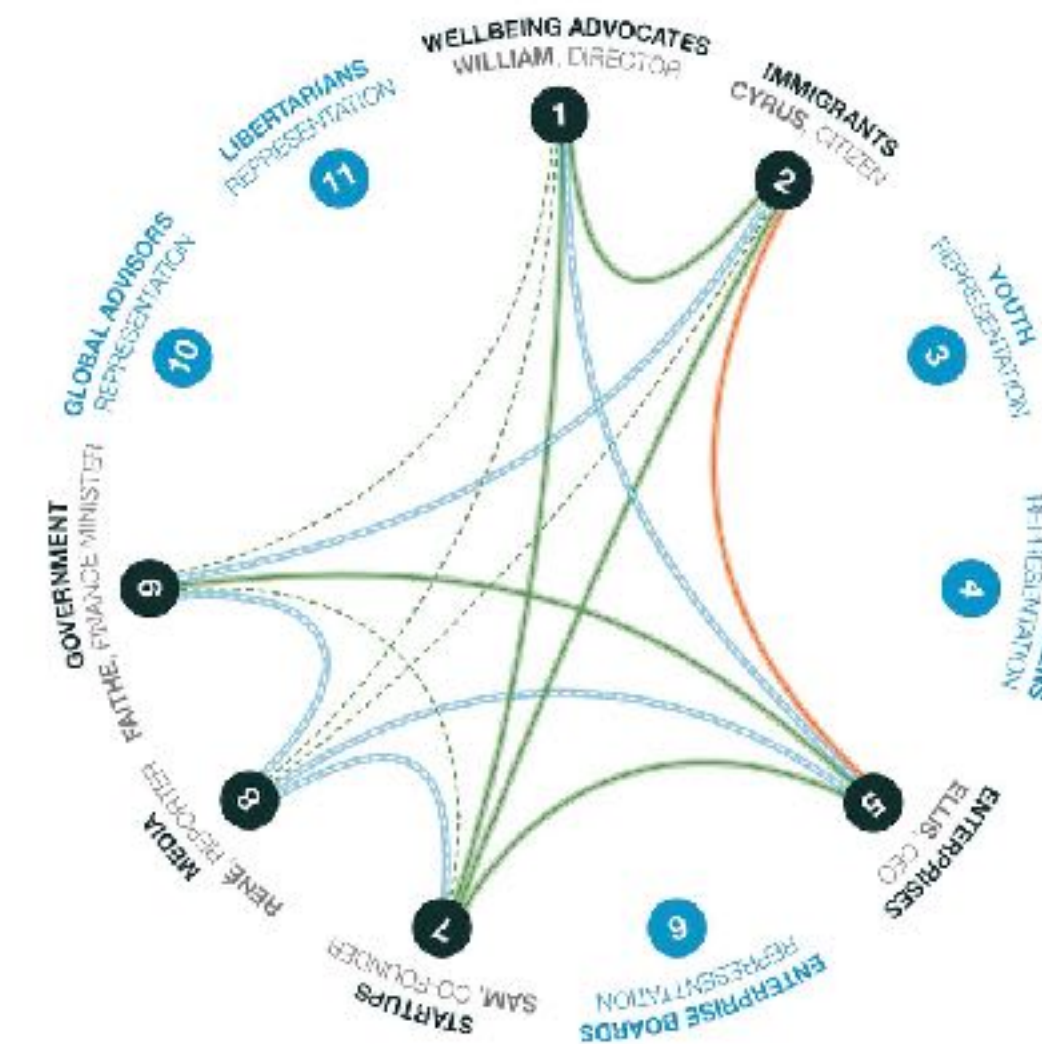 WELLBEING ADVOCATES
WILLIAM, DIRECTOR
1
IMMIGRANTS
CYRUS, CITIZEN
2
YOUTH
REPRESENTATION
3
REPRESENTATION
4
ENTERPRISES
ELLIS, CEO
5
ENTERPRISE BOARDS
REPRESENTATION
6
STARTUPS
SAM, CO-FOUNDER
7
MEDIA
RENÉ, REPORTER
8
GOVERNMENT
FAITHE, FINANCE MINISTER
9
GLOBAL ADVISORS
REPRESENTATION
10
LIBERTARIANS
REPRESENTATION
11